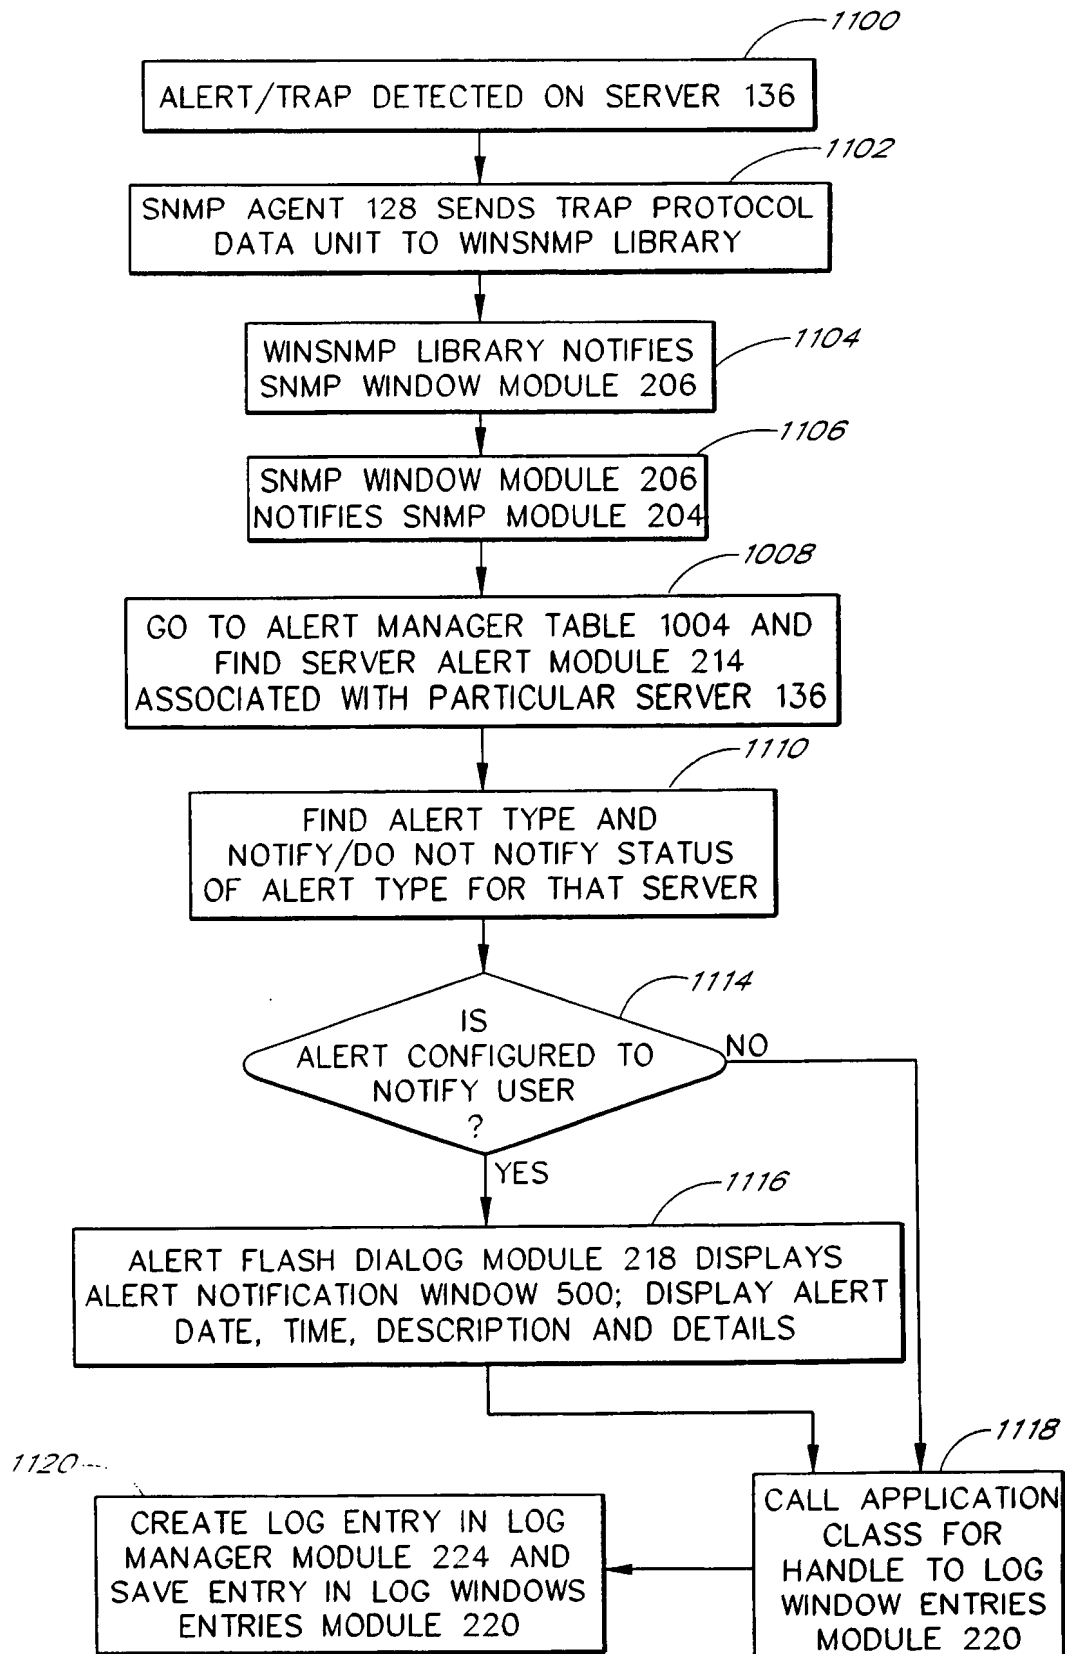 1100
ALERT/TRAP DETECTED ON SERVER 136
1102
SNMP AGENT 128 SENDS TRAP PROTOCOL
DATA UNIT TO WINSNMP LIBRARY
1104
WINSNMP LIBRARY NOTIFIES
SNMP WINDOW MODULE 206
1106
SNMP WINDOW MODULE 206
NOTIFIES SNMP MODULE 204
1008
GO TO ALERT MANAGER TABLE 1004 AND
FIND SERVER ALERT MODULE 214
ASSOCIATED WITH PARTICULAR SERVER 136
1110
FIND ALERT TYPE AND
NOTIFY/DO NOT NOTIFY STATUS
OF ALERT TYPE FOR THAT SERVER
1114
IS
ALERT CONFIGURED TO
NOTIFY USER
?
NO
YES
1116
ALERT FLASH DIALOG MODULE 218 DISPLAYS
ALERT NOTIFICATION WINDOW 500; DISPLAY ALERT
DATE, TIME, DESCRIPTION AND DETAILS
1118
CALL APPLICATION
CLASS FOR
HANDLE TO LOG
WINDOW ENTRIES
MODULE 220
1120
CREATE LOG ENTRY IN LOG
MANAGER MODULE 224 AND
SAVE ENTRY IN LOG WINDOWS
ENTRIES MODULE 220